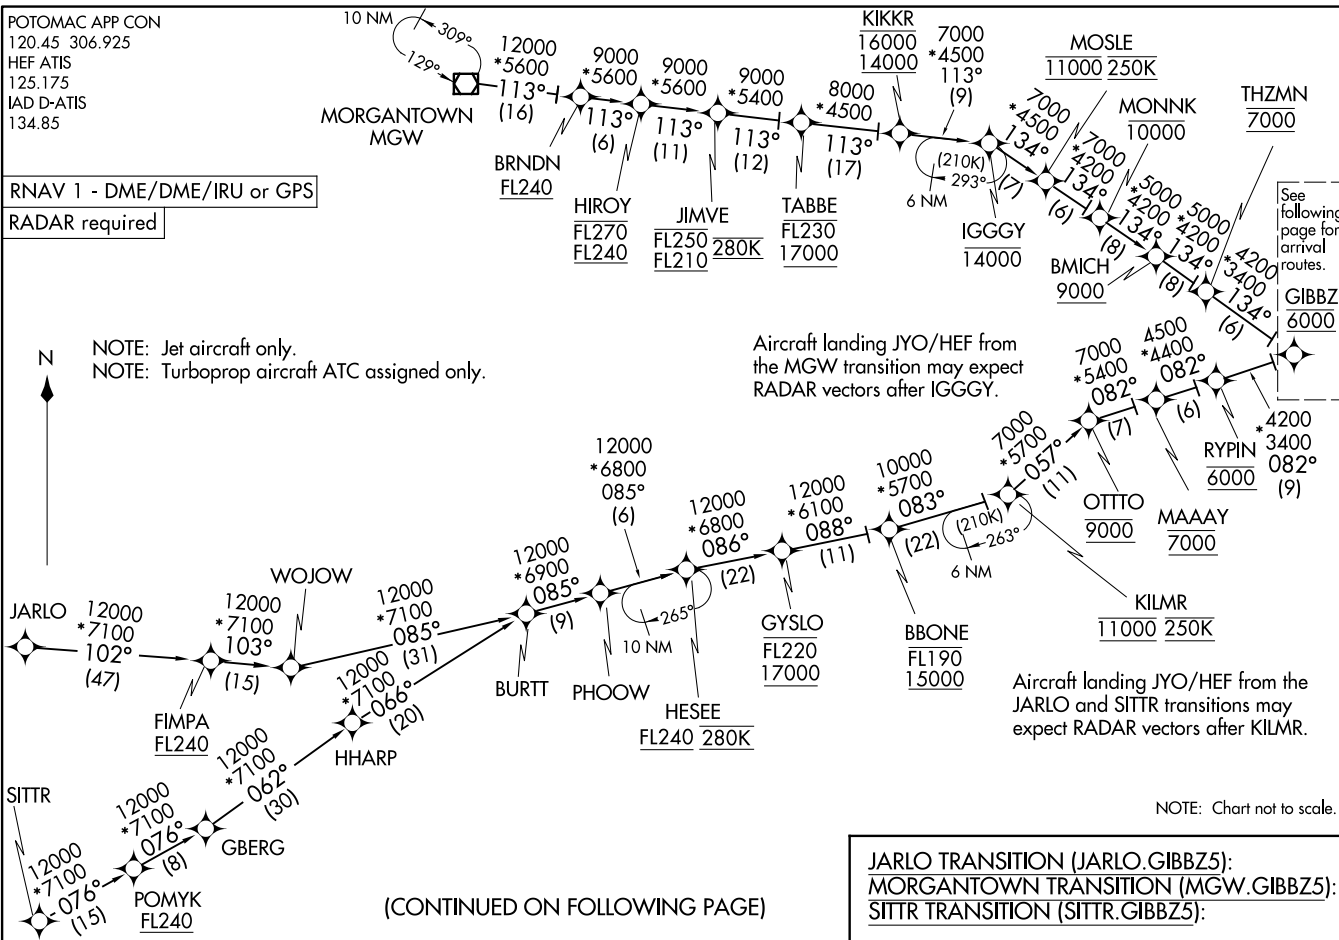 POTOMAC APP CON
120.45 306.925
HEF ATIS
125.175
IAD D-ATIS
134.85
RNAV 1 - DME/DME/IRU or GPS
RADAR required
10 NM
309°
129°
MORGANTOWN
MGW
12000
*5600
113°
(16)
BRNDN
FL240
9000
*5600
113°
(6)
HIROY
FL270
FL240
9000
*5600
113°
(11)
JIMVE
FL250
FL210
280K
9000
*5400
113°
(12)
TABBE
FL230
17000
8000
*4500
113°
(17)
KIKKR
16000
14000
7000
*4500
113°
(9)
(210K)
293°
6 NM
IGGGY
14000
7000
*4500
134°
(7)
MOSLE
11000 250K
7000
*4200
134°
(6)
MONNK
10000
5000
*4200
134°
(8)
BMICH
9000
5000
*4200
134°
(8)
THZMN
7000
4200
*3400
134°
(6)
See
following
page for
arrival
routes.
GIBBZ
6000
N
NOTE: Jet aircraft only.
NOTE: Turboprop aircraft ATC assigned only.
Aircraft landing JYO/HEF from
the MGW transition may expect
RADAR vectors after IGGGY.
JARLO
12000
*7100
102°
(47)
FIMPA
FL240
12000
*7100
103°
(15)
WOJOW
12000
*7100
085°
(31)
SITTR
12000
*7100
076°
(15)
POMYK
FL240
12000
*7100
076°
(8)
GBERG
12000
*7100
062°
(30)
HHARP
12000
*7100
066°
(20)
BURTT
12000
*6900
085°
(9)
PHOOW
12000
*6800
085°
(6)
265°
10 NM
HESEE
FL240 280K
12000
*6800
086°
(22)
GYSLO
FL220
17000
12000
*6100
088°
(11)
BBONE
FL190
15000
10000
*5700
083°
(22)
(210K)
263°
6 NM
KILMR
11000 250K
7000
*5700
057°
(11)
OTTTO
9000
7000
*5400
082°
(7)
MAAAY
7000
4500
*4400
082°
(6)
RYPIN
6000
4200
*
3400
082°
(9)
Aircraft landing JYO/HEF from the
JARLO and SITTR transitions may
expect RADAR vectors after KILMR.
NOTE: Chart not to scale.
(CONTINUED ON FOLLOWING PAGE)
JARLO TRANSITION (JARLO.GIBBZ5):
MORGANTOWN TRANSITION (MGW.GIBBZ5):
SITTR TRANSITION (SITTR.GIBBZ5):